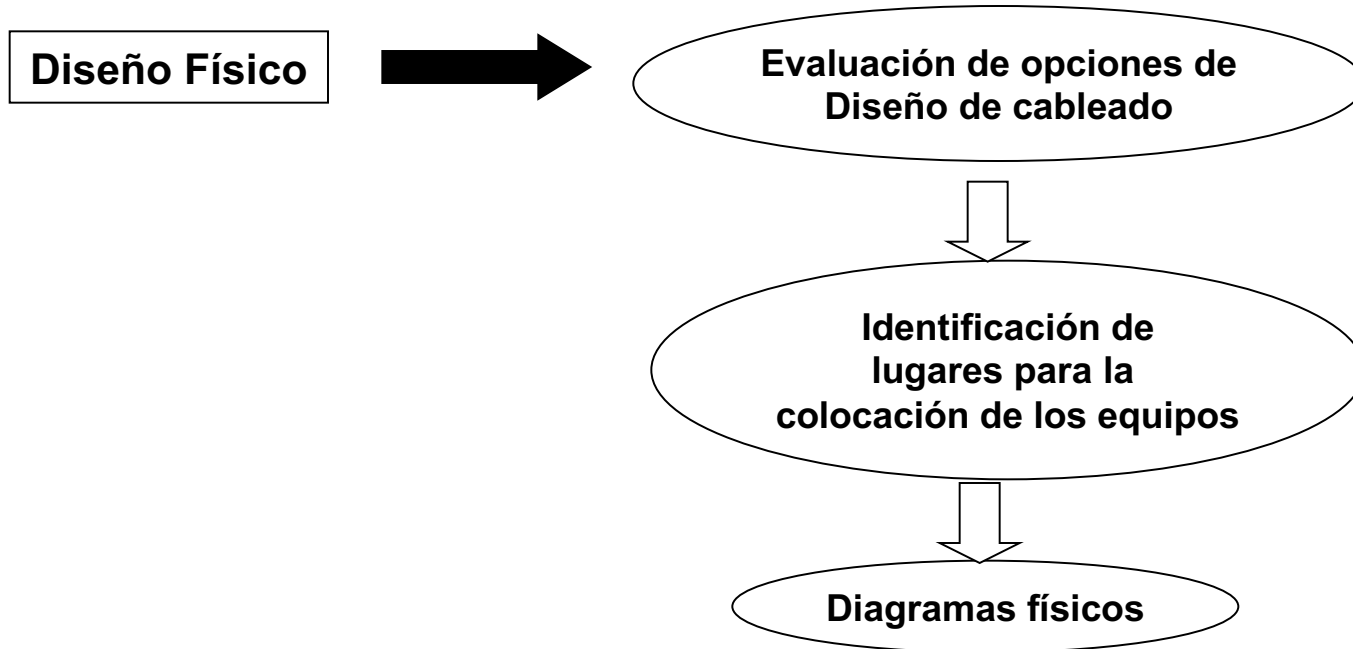 Diseño Físico
Evaluación de opciones de
Diseño de cableado
Identificación de
lugares para la
colocación de los equipos
Diagramas físicos